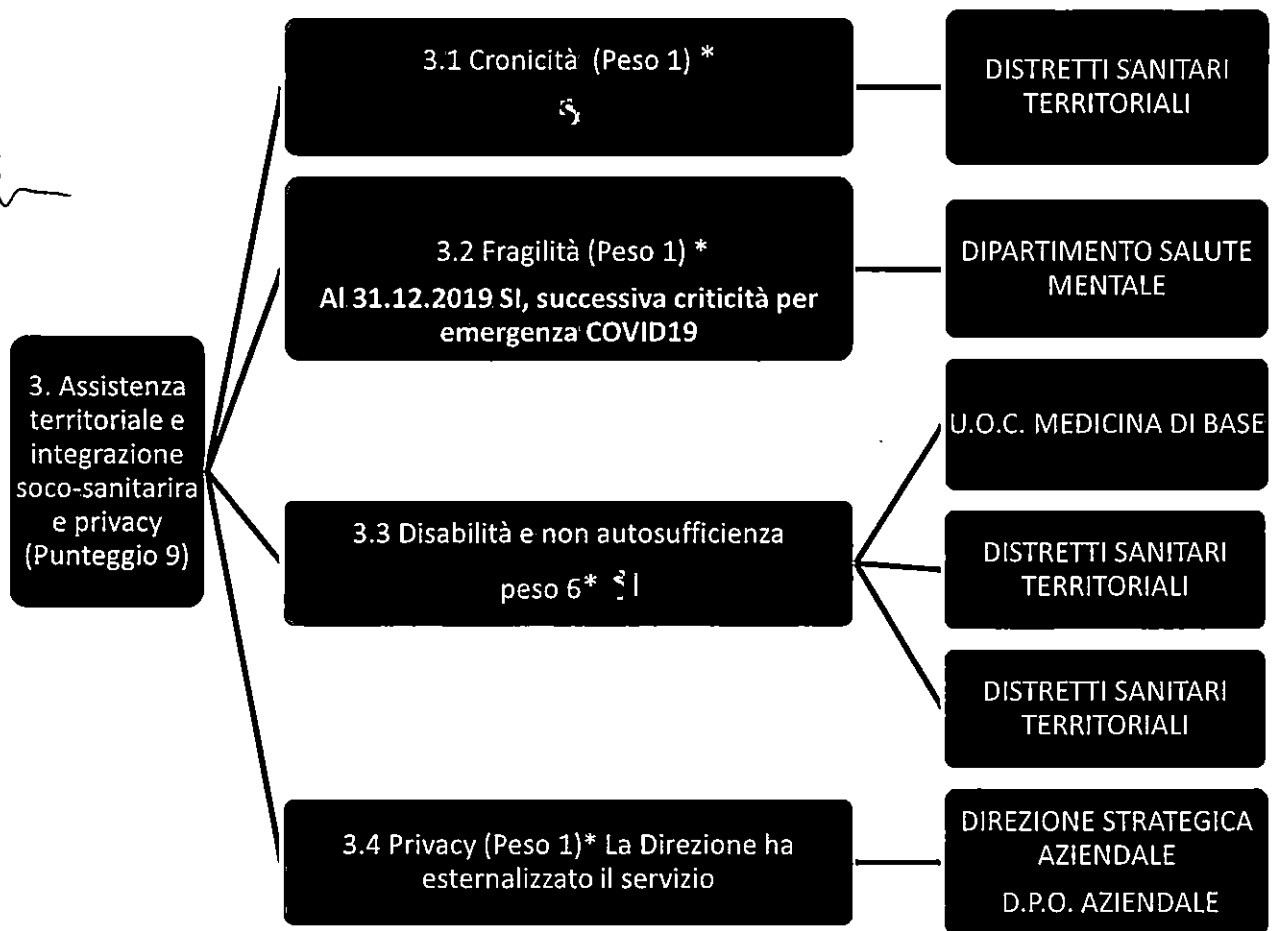 3. Assistenza
territoriale e
integrazione
soco-sanitarira
e privacy
(Punteggio 9)
3.1 Cronicità (Peso 1) *
DISTRETTI SANITARI
TERRITORIALI
3.2 Fragilità (Peso 1) *
Al 31.12.2019 SI, successiva criticità per
emergenza COVID19
DIPARTIMENTO SALUTE
MENTALE
3.3 Disabilità e non autosufficienza
peso 6* SI
U.O.C. MEDICINA DI BASE
DISTRETTI SANITARI
TERRITORIALI
DISTRETTI SANITARI
TERRITORIALI
3.4 Privacy (Peso 1)* La Direzione ha
esternalizzato il servizio
DIREZIONE STRATEGICA
AZIENDALE
D.P.O. AZIENDALE